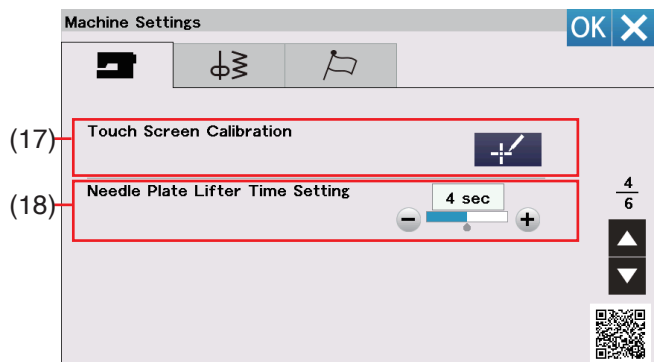 Machine Settings
OK
(17)
Touch Screen Calibration
(18)
Needle Plate Lifter Time Setting
4 sec
4
6